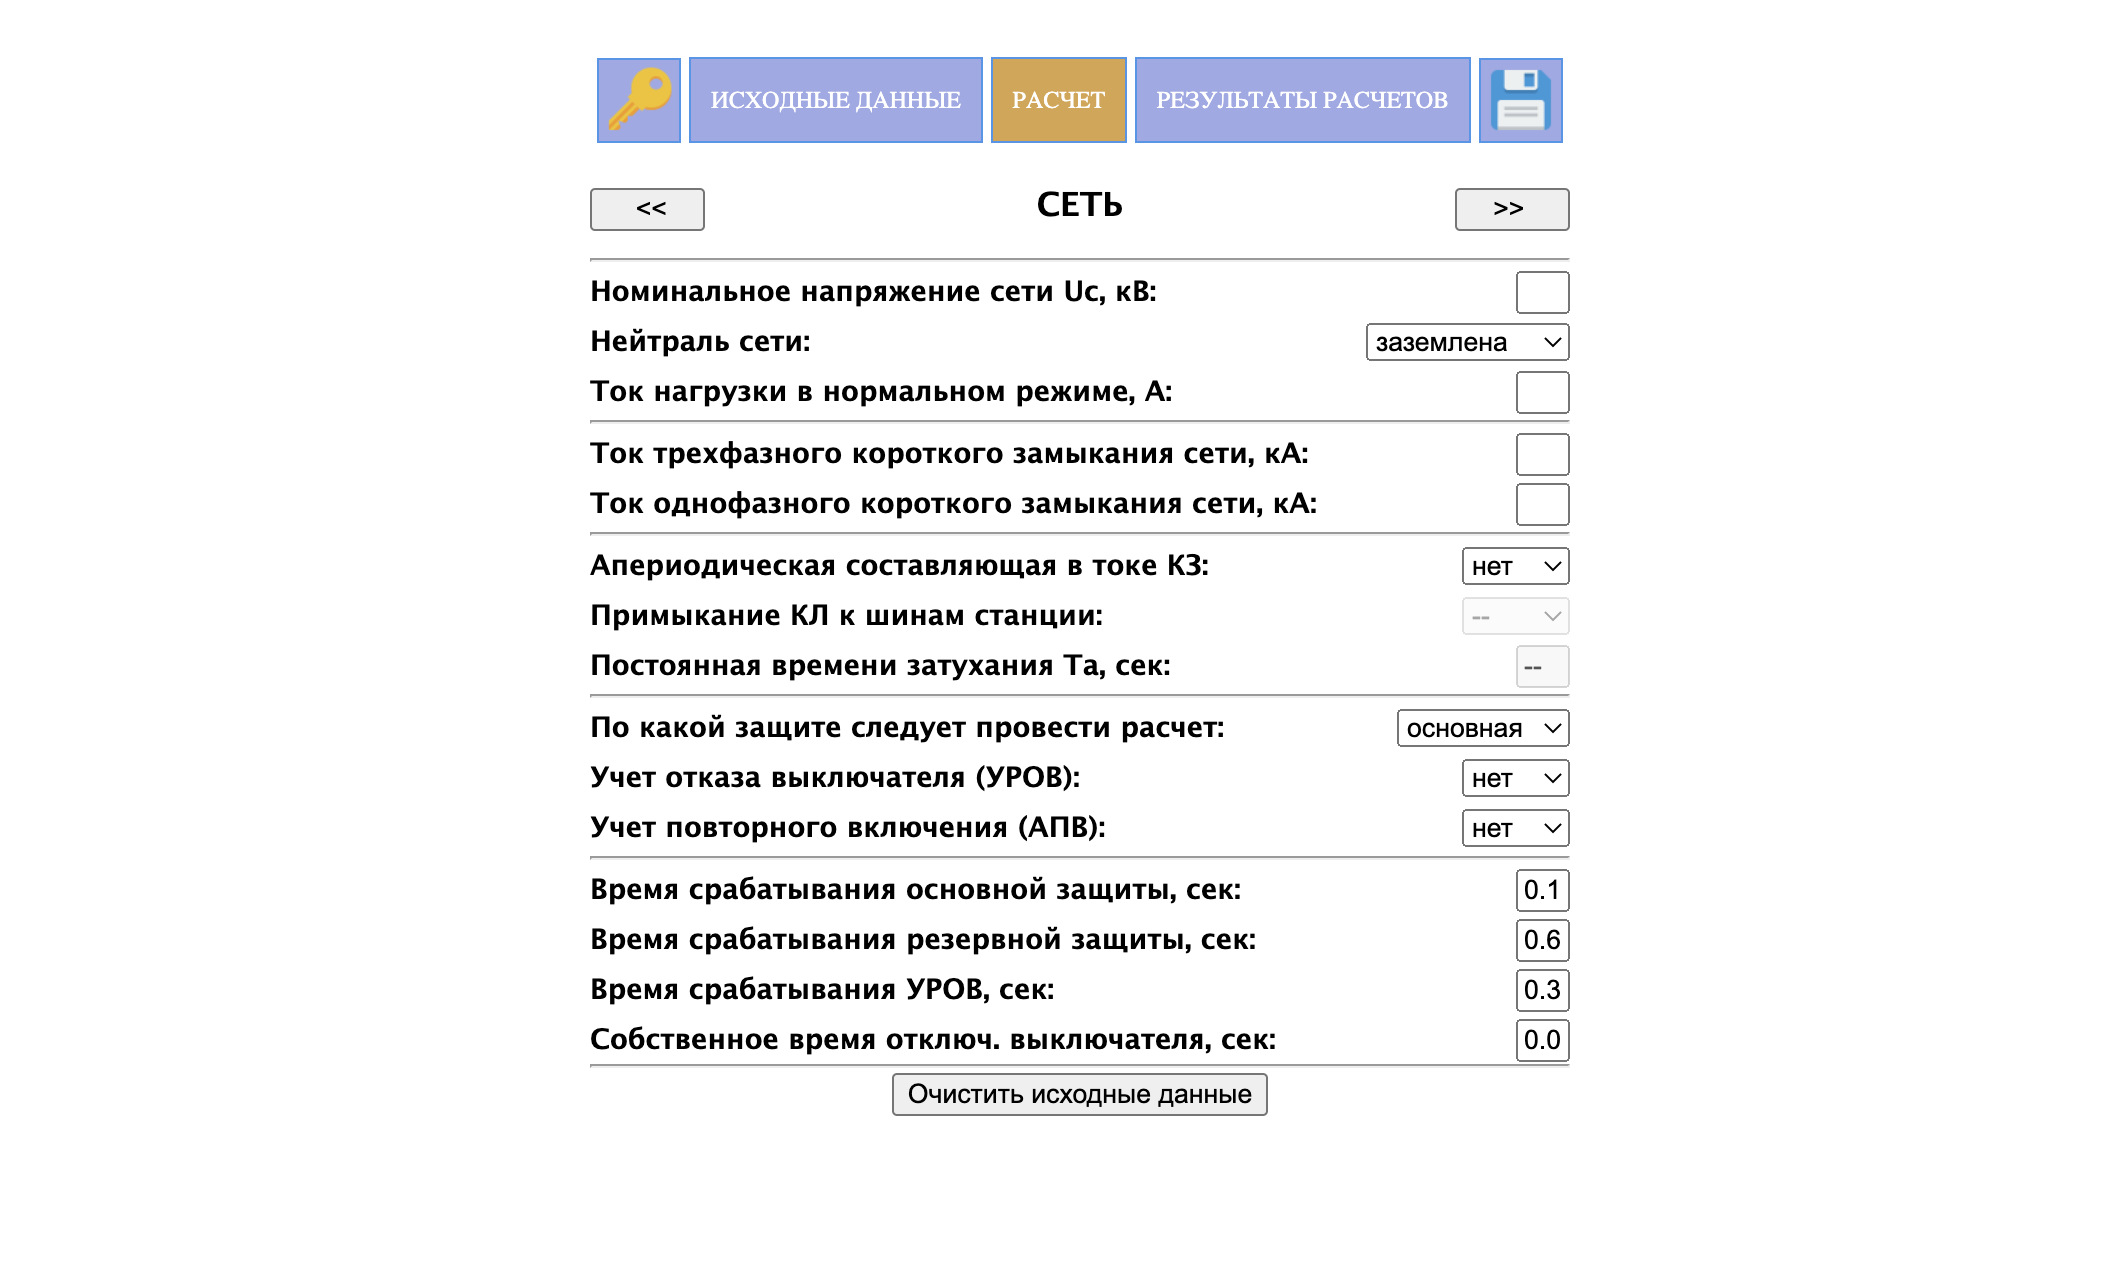 ИСХОДНЫЕ ДАННЫЕ РАСЧЕТ РЕЗУЛЬТАТЫ РАСЧЕТОВ
<< СЕТЬ >>
Номинальное напряжение сети Uc, кВ:
Нейтраль сети: заземлена
Ток нагрузки в нормальном режиме, А:
Ток трехфазного короткого замыкания сети, кА:
Ток однофазного короткого замыкания сети, кА:
Апериодическая составляющая в токе КЗ: нет
Примыкание КЛ к шинам станции: --
Постоянная времени затухания Та, сек: --
По какой защите следует провести расчет: основная
Учет отказа выключателя (УРОВ): нет
Учет повторного включения (АПВ): нет
Время срабатывания основной защиты, сек: 0.1
Время срабатывания резервной защиты, сек: 0.6
Время срабатывания УРОВ, сек: 0.3
Собственное время отключ. выключателя, сек: 0.0
Очистить исходные данные